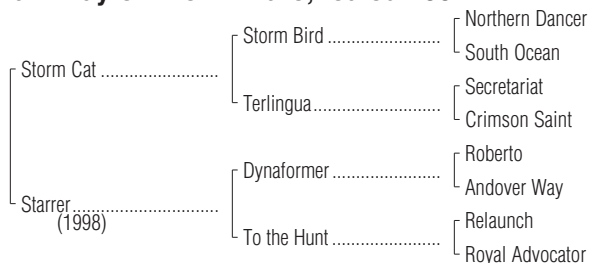 Northern Dancer
Storm Bird ........................
South Ocean
Storm Cat .........................
Secretariat
Terlingua...........................
Crimson Saint
Roberto
Dynaformer ......................
Andover Way
Starrer...............................
(1998)
Relaunch
To the Hunt ......................
Royal Advocator